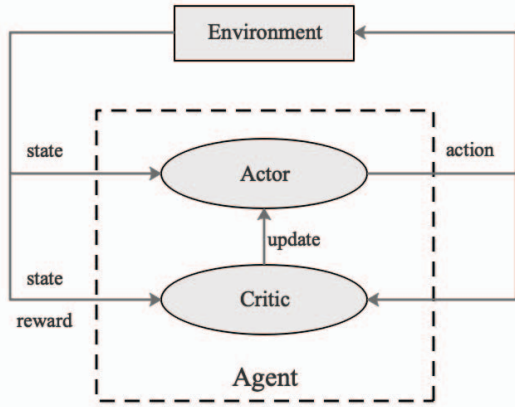 Environment
state
Actor
action
update
state
Critic
reward
Agent